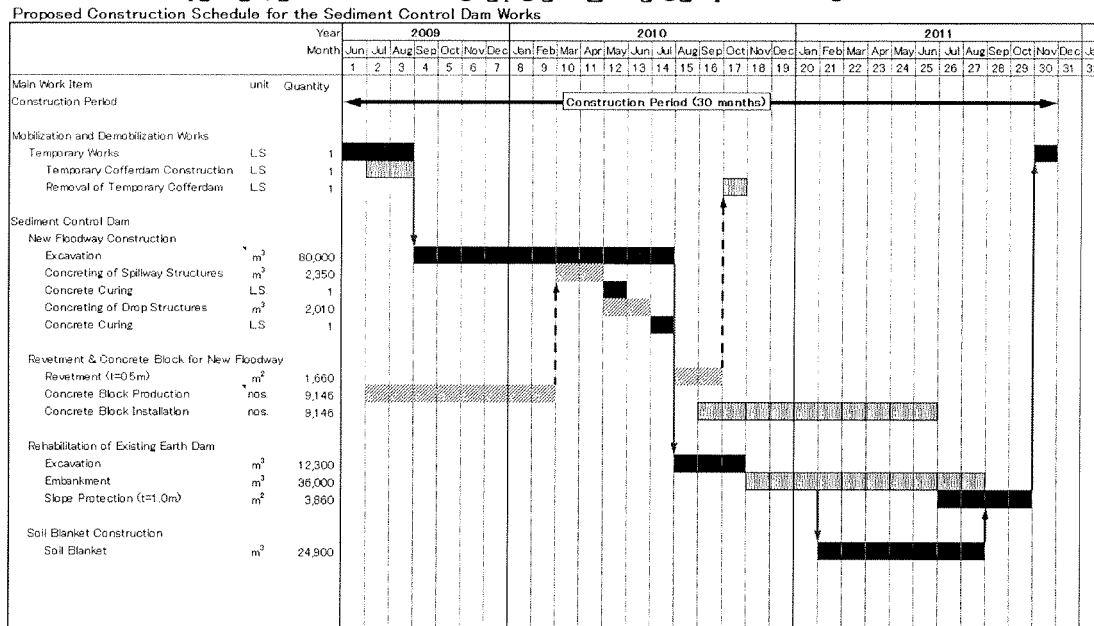 Proposed Construction Schedule for the Sediment Control Dam Works
Year 2009 2010 2011
Month Jun Jul Aug Sep Oct Nov Dec Jan Feb Mar Apr May Jun Jul Aug Sep Oct Nov Dec Jan Feb Mar Apr May Jun Jul Aug Sep Oct Nov Dec
1 2 3 4 5 6 7 8 9 10 11 12 13 14 15 16 17 18 19 20 21 22 23 24 25 26 27 28 29 30 31
Main Work Item unit Quantity
Construction Period Construction Period (30 months)
Mobilization and Demobilization Works
Temporary Works L.S 1
Temporary Cofferdam Construction L.S 1
Removal of Temporary Cofferdam L.S 1
Sediment Control Dam
New Floodway Construction
Excavation m³ 80,000
Concreting of Spillway Structures m³ 2,350
Concrete Curing L.S. 1
Concreting of Drop Structures m³ 2,010
Concrete Curing L.S 1
Revetment & Concrete Block for New Floodway
Revetment (t=05m) m² 1,660
Concrete Block Production nos. 9,146
Concrete Block Installation nos. 9,146
Rehabilitation of Existing Earth Dam
Excavation m³ 12,300
Embankment m³ 36,000
Slope Protection (t=1.0m) m² 3,860
Soil Blanket Construction
Soil Blanket m³ 24,900